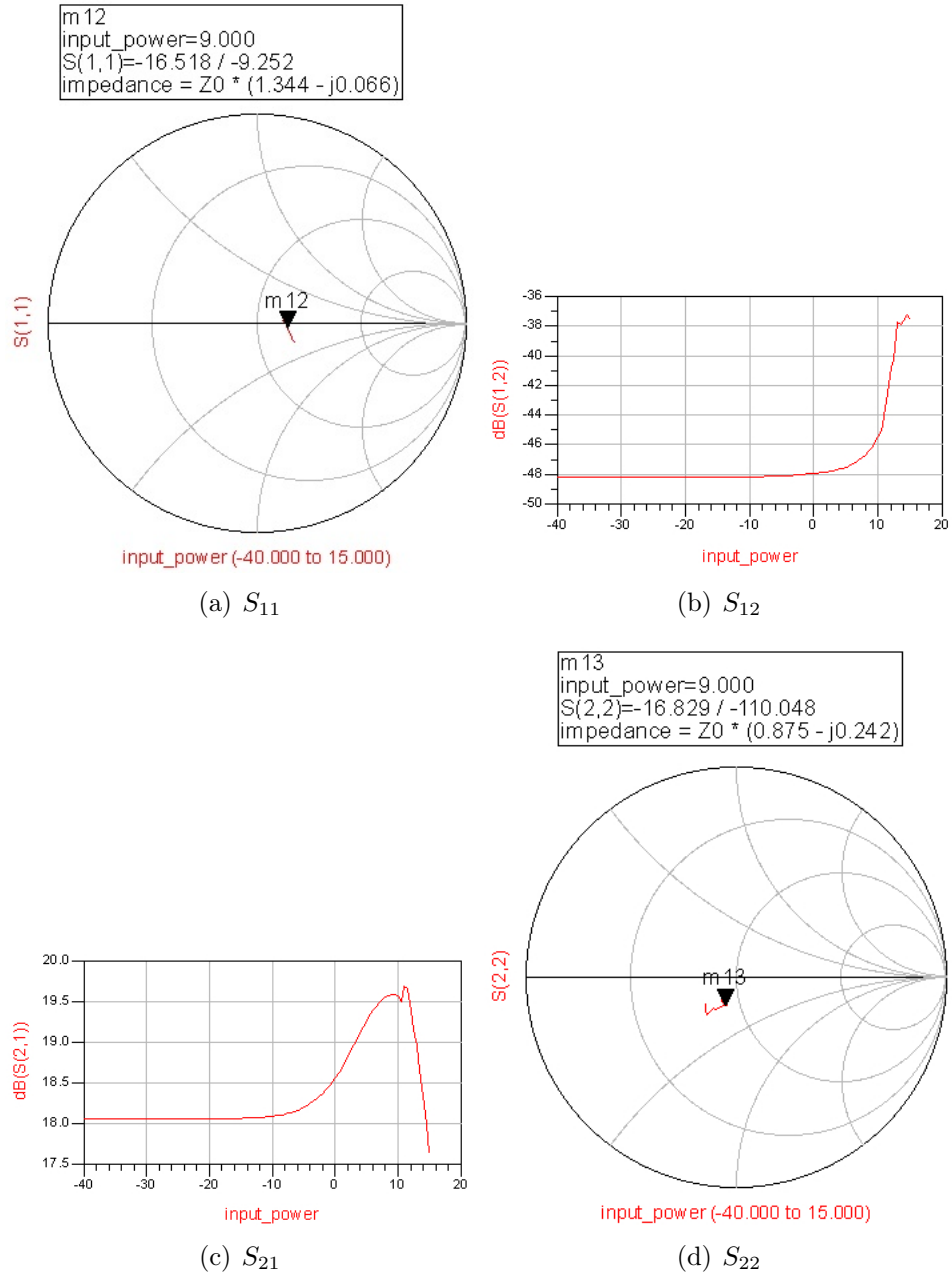 m12
input_power=9.000
S(1,1)=-16.518 / -9.252
impedance = Z0 * (1.344 - j0.066)
m12
S(1,1)
input_power (-40.000 to 15.000)
(a) S11
-36
-38
-40
-42
-44
-46
-48
-50
dB(S(1,2))
-40 -30 -20 -10 0 10 20
input_power
(b) S12
20.0
19.5
19.0
18.5
18.0
17.5
dB(S(2,1))
-40 -30 -20 -10 0 10 20
input_power
(c) S21
m13
input_power=9.000
S(2,2)=-16.829 / -110.048
impedance = Z0 * (0.875 - j0.242)
m13
S(2,2)
input_power (-40.000 to 15.000)
(d) S22